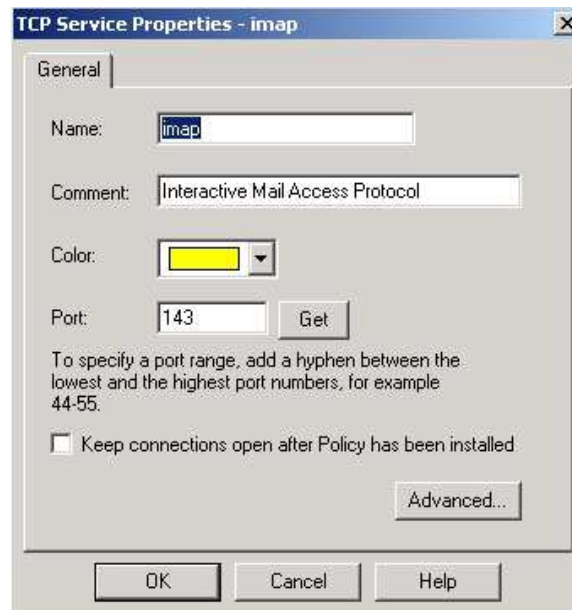 TCP Service Properties - imap
General
Name: imap
Comment: Interactive Mail Access Protocol
Color:
Port: 143 Get
To specify a port range, add a hyphen between the
lowest and the highest port numbers, for example
44-55.
Keep connections open after Policy has been installed
Advanced...
OK Cancel Help